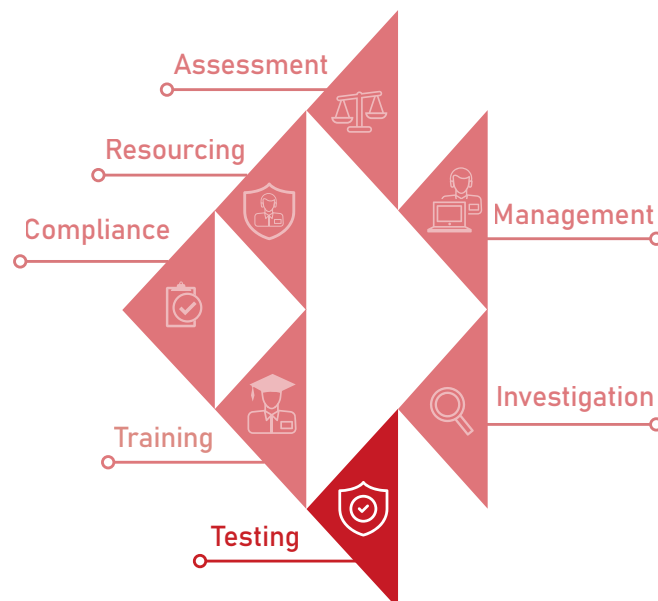 Assessment
Resourcing
Compliance
Management
Investigation
Training
Testing